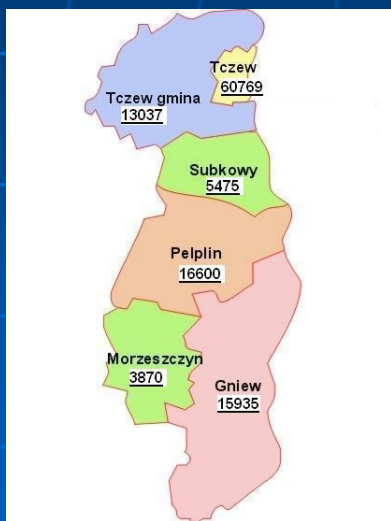 Tczew
60769
Tczew gmina
13037
Subkowy
5475
Pelplin
16600
Morzeszczyn
3870
Gniew
15935